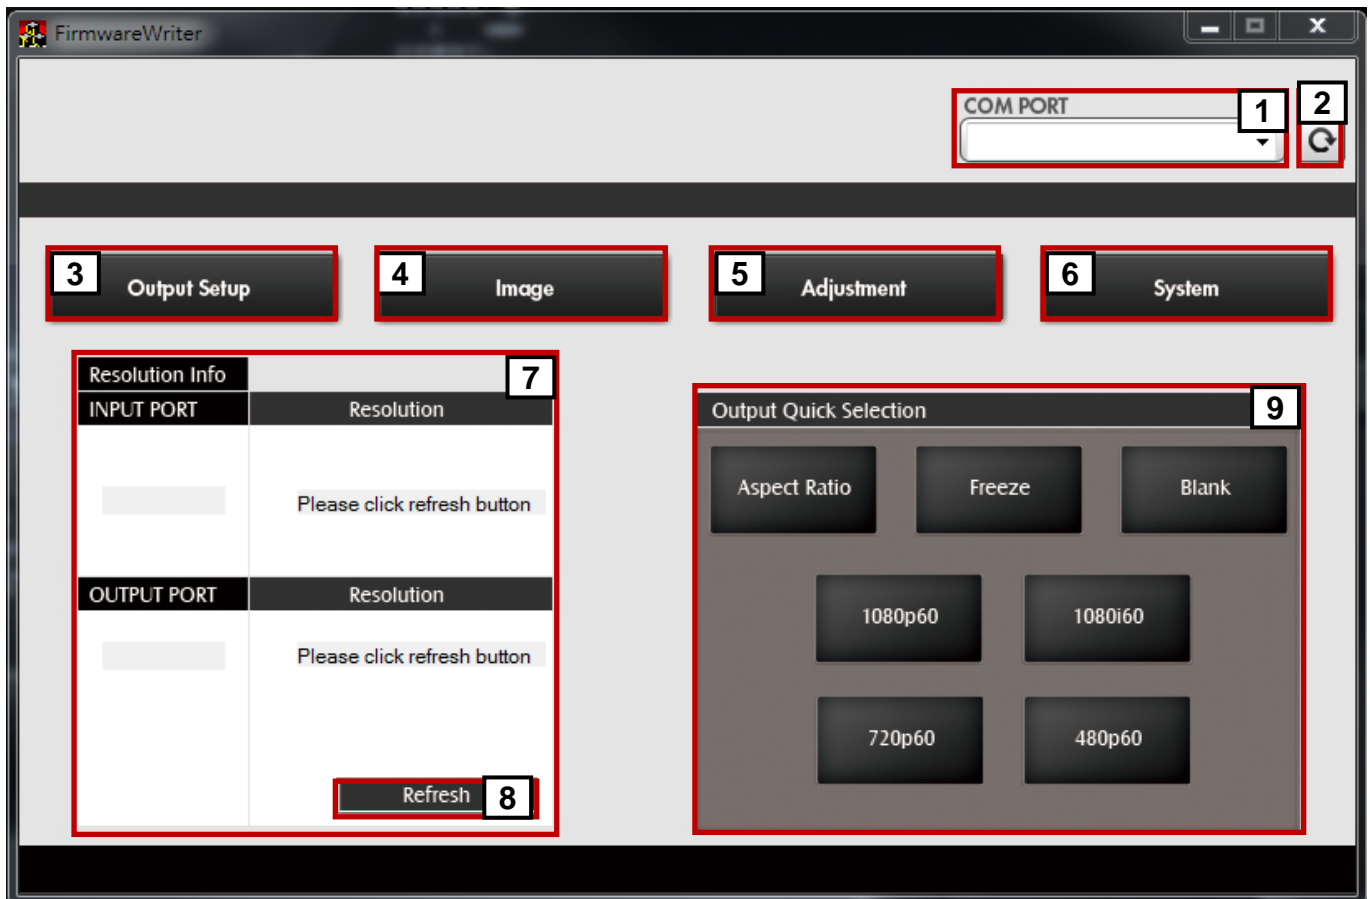 FirmwareWriter
COM PORT
1
2
3
Output Setup
4
Image
5
Adjustment
6
System
Resolution Info
7
INPUT PORT
Resolution
Please click refresh button
OUTPUT PORT
Resolution
Please click refresh button
Refresh
8
Output Quick Selection
9
Aspect Ratio
Freeze
Blank
1080p60
1080i60
720p60
480p60